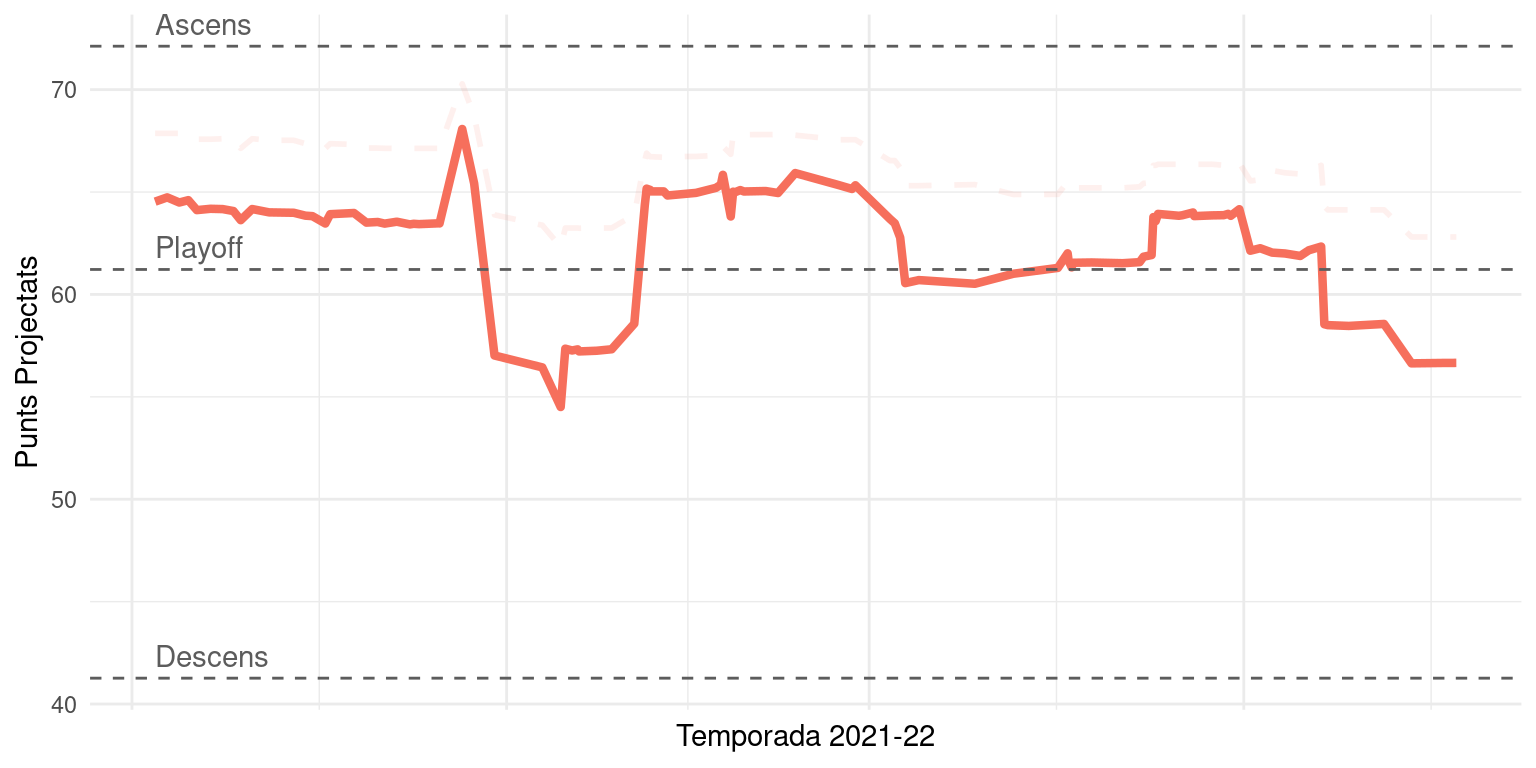 Ascens
70
Playoff
60
Punts Projectats
50
Descens
40
Temporada 2021-22